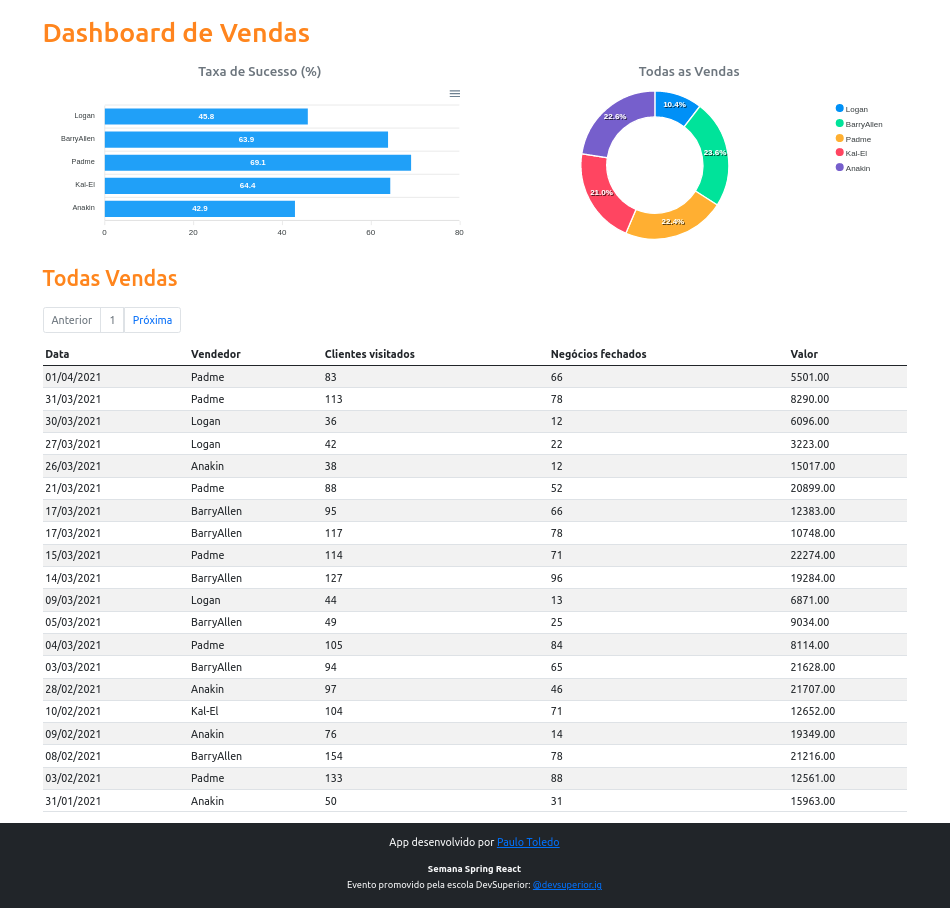 Dashboard de Vendas
Taxa de Sucesso (%)
Logan 45.8
BarryAllen 63.9
Padme 69.1
Kal-El 64.4
Anakin 42.9
0 20 40 60 80
Todas as Vendas
10.4%
23.6%
22.4%
21.0%
22.6%
Logan
BarryAllen
Padme
Kal-El
Anakin
Todas Vendas
Anterior 1 Próxima
Data Vendedor Clientes visitados Negócios fechados Valor
01/04/2021 Padme 83 66 5501.00
31/03/2021 Padme 113 78 8290.00
30/03/2021 Logan 36 12 6096.00
27/03/2021 Logan 42 22 3223.00
26/03/2021 Anakin 38 12 15017.00
21/03/2021 Padme 88 52 20899.00
17/03/2021 BarryAllen 95 66 12383.00
17/03/2021 BarryAllen 117 78 10748.00
15/03/2021 Padme 114 71 22274.00
14/03/2021 BarryAllen 127 96 19284.00
09/03/2021 Logan 44 13 6871.00
05/03/2021 BarryAllen 49 25 9034.00
04/03/2021 Padme 105 84 8114.00
03/03/2021 BarryAllen 94 65 21628.00
28/02/2021 Anakin 97 46 21707.00
10/02/2021 Kal-El 104 71 12652.00
09/02/2021 Anakin 76 14 19349.00
08/02/2021 BarryAllen 154 78 21216.00
03/02/2021 Padme 133 88 12561.00
31/01/2021 Anakin 50 31 15963.00
App desenvolvido por Paulo Toledo
Semana Spring React
Evento promovido pela escola DevSuperior: @devsuperior.ig